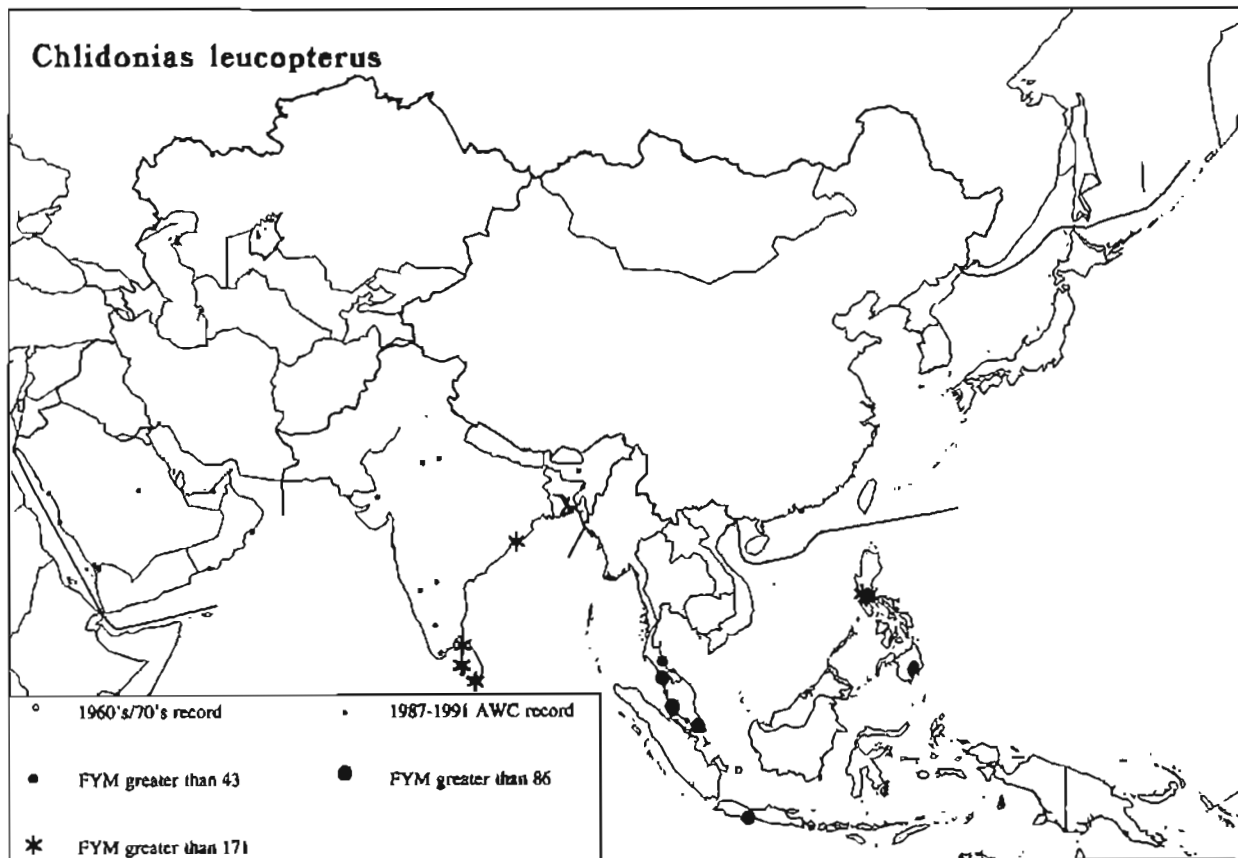 Chlidonias leucopterus
1960's/70's record
1987-1991 AWC record
FYM greater than 43
FYM greater than 86
FYM greater than 171